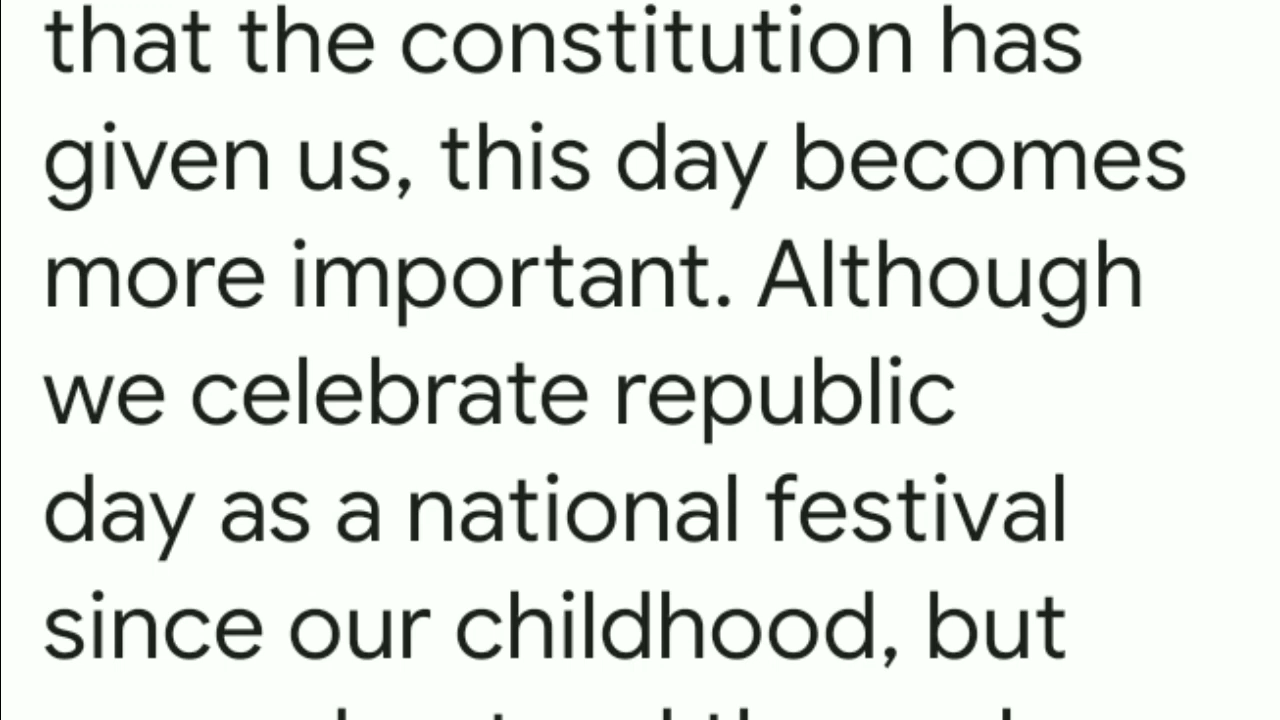 that the constitution has
given us, this day becomes
more important. Although
we celebrate republic
day as a national festival
since our childhood, but